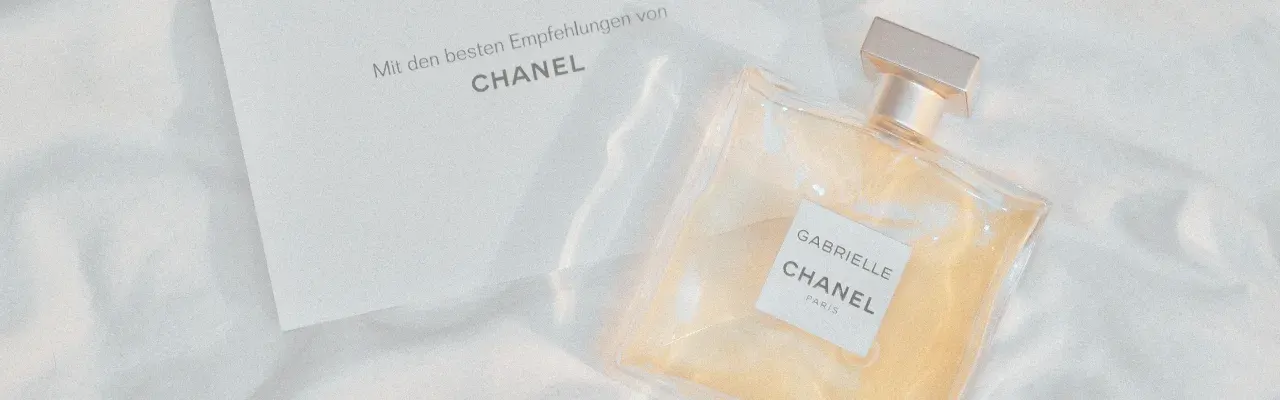 Mit den besten Empfehlungen von
CHANEL
GABRIELLE
CHANEL
PARIS